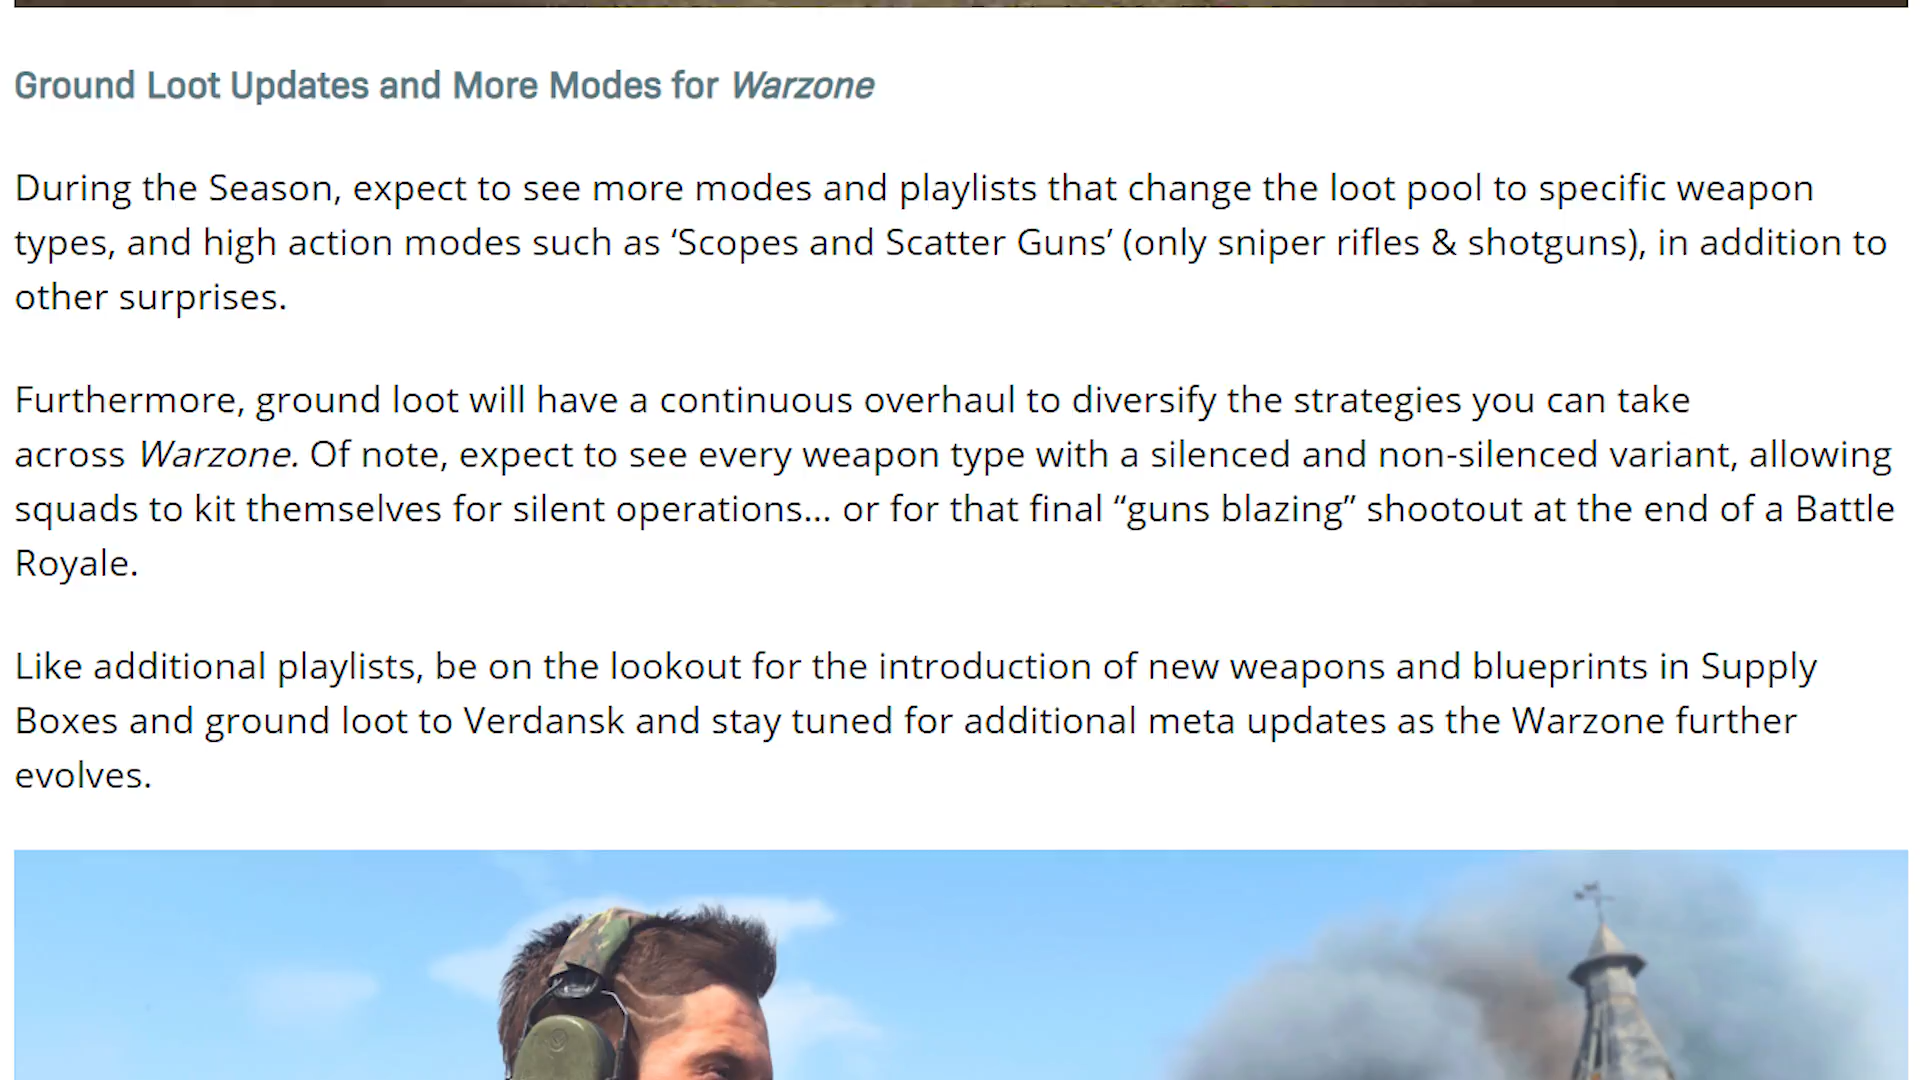 Ground Loot Updates and More Modes for Warzone
During the Season, expect to see more modes and playlists that change the loot pool to specific weapon
types, and high action modes such as ‘Scopes and Scatter Guns’ (only sniper rifles & shotguns), in addition to
other surprises.
Furthermore, ground loot will have a continuous overhaul to diversify the strategies you can take
across Warzone. Of note, expect to see every weapon type with a silenced and non-silenced variant, allowing
squads to kit themselves for silent operations... or for that final “guns blazing” shootout at the end of a Battle
Royale.
Like additional playlists, be on the lookout for the introduction of new weapons and blueprints in Supply
Boxes and ground loot to Verdansk and stay tuned for additional meta updates as the Warzone further
evolves.